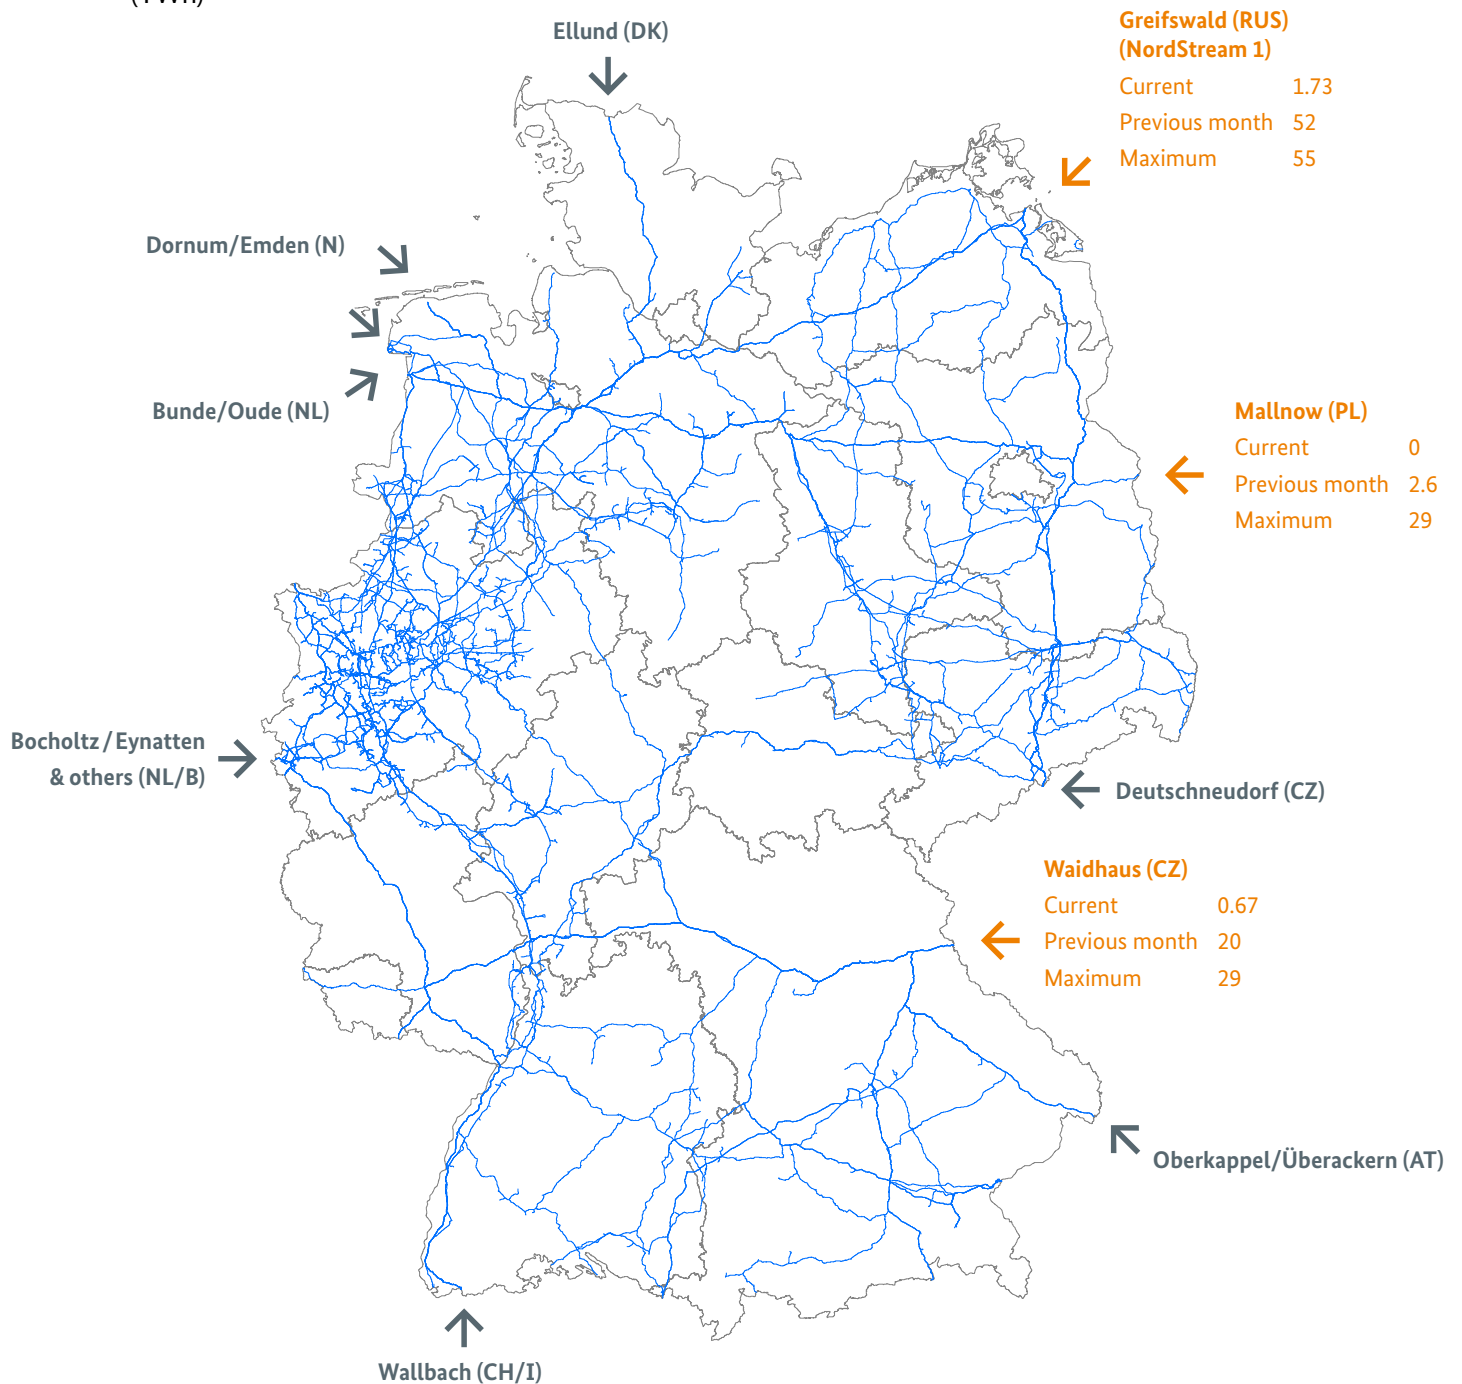 (TWh)
Ellund (DK)
Greifswald (RUS)
(NordStream 1)
Current 1.73
Previous month 52
Maximum 55
Dornum/Emden (N)
Bunde/Oude (NL)
Mallnow (PL)
Current 0
Previous month 2.6
Maximum 29
Bocholtz / Eynatten
& others (NL/B)
Deutschneudorf (CZ)
Waidhaus (CZ)
Current 0.67
Previous month 20
Maximum 29
Oberkappel/Überackern (AT)
Wallbach (CH/I)